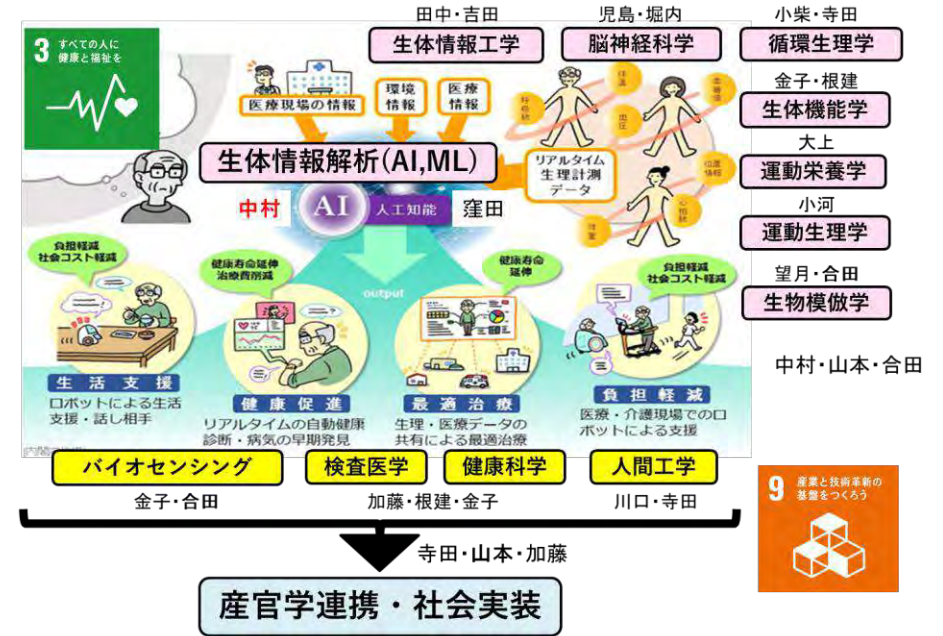 田中・吉田
児島・堀内
小柴・寺田
生体情報工学
脳神経科学
循環生理学
3 すべての人に
健康と福祉を
医療現場の情報
環境
情報
医療
情報
金子・根建
生体機能学
大上
運動栄養学
小河
運動生理学
望月・合田
生物模倣学
中村・山本・合田
体温
呼吸数
血圧
位置
情報
心拍数
体重
リアルタイム
生理計測
データ
生体情報解析(AI,ML)
中村
AI
人工知能
窪田
負担軽減
社会コスト軽減
健康寿命延伸
治療費削減
output
健康寿命
延伸
負担軽減
社会コスト軽減
生活支援
ロボットによる生活
支援・話し相手
健康促進
リアルタイムの自動健康
診断・病気の早期発見
最適治療
生理・医療データの
共有による最適治療
負担軽減
医療・介護現場でのロ
ボットによる支援
バイオセンシング
検査医学
健康科学
人間工学
金子・合田
加藤・根建・金子
川口・寺田
9 産業と技術革新の
基盤をつくろう
寺田・山本・加藤
産官学連携・社会実装